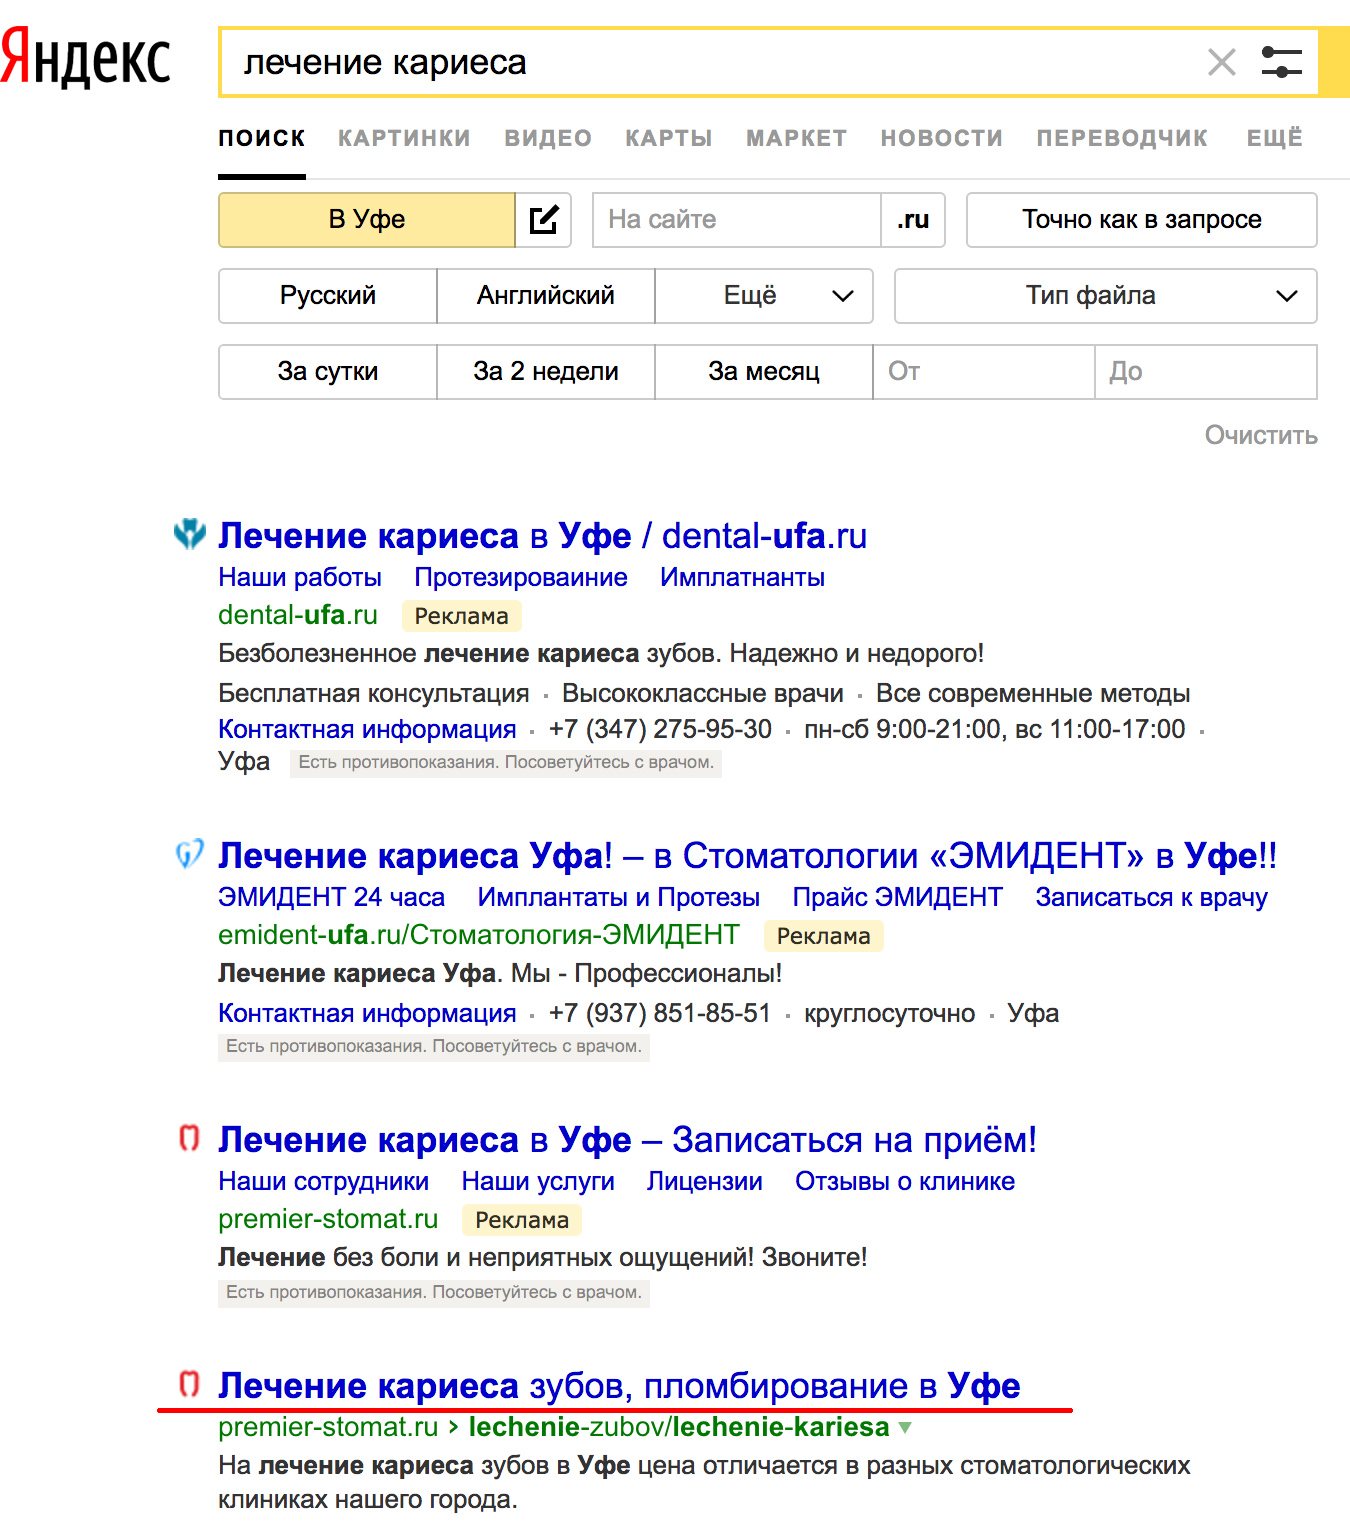 Яндекс
лечение кариеса
ПОИСК КАРТИНКИ ВИДЕО КАРТЫ МАРКЕТ НОВОСТИ ПЕРЕВОДЧИК ЕЩЁ
В Уфе На сайте .ru Точно как в запросе
Русский Английский Ещё Тип файла
За сутки За 2 недели За месяц От До
Очистить
Лечение кариеса в Уфе / dental-ufa.ru
Наши работы Протезироваиние Имплатнанты
dental-ufa.ru Реклама
Безболезненное лечение кариеса зубов. Надежно и недорого!
Бесплатная консультация · Высококлассные врачи · Все современные методы
Контактная информация · +7 (347) 275-95-30 · пн-сб 9:00-21:00, вс 11:00-17:00 ·
Уфа Есть противопоказания. Посоветуйтесь с врачом.
Лечение кариеса Уфа! – в Стоматологии «ЭМИДЕНТ» в Уфе!!
ЭМИДЕНТ 24 часа Имплантаты и Протезы Прайс ЭМИДЕНТ Записаться к врачу
emident-ufa.ru/Стоматология-ЭМИДЕНТ Реклама
Лечение кариеса Уфа. Мы - Профессионалы!
Контактная информация · +7 (937) 851-85-51 · круглосуточно · Уфа
Есть противопоказания. Посоветуйтесь с врачом.
Лечение кариеса в Уфе – Записаться на приём!
Наши сотрудники Наши услуги Лицензии Отзывы о клинике
premier-stomat.ru Реклама
Лечение без боли и неприятных ощущений! Звоните!
Есть противопоказания. Посоветуйтесь с врачом.
Лечение кариеса зубов, пломбирование в Уфе
premier-stomat.ru › lechenie-zubov/lechenie-kariesa
На лечение кариеса зубов в Уфе цена отличается в разных стоматологических
клиниках нашего города.